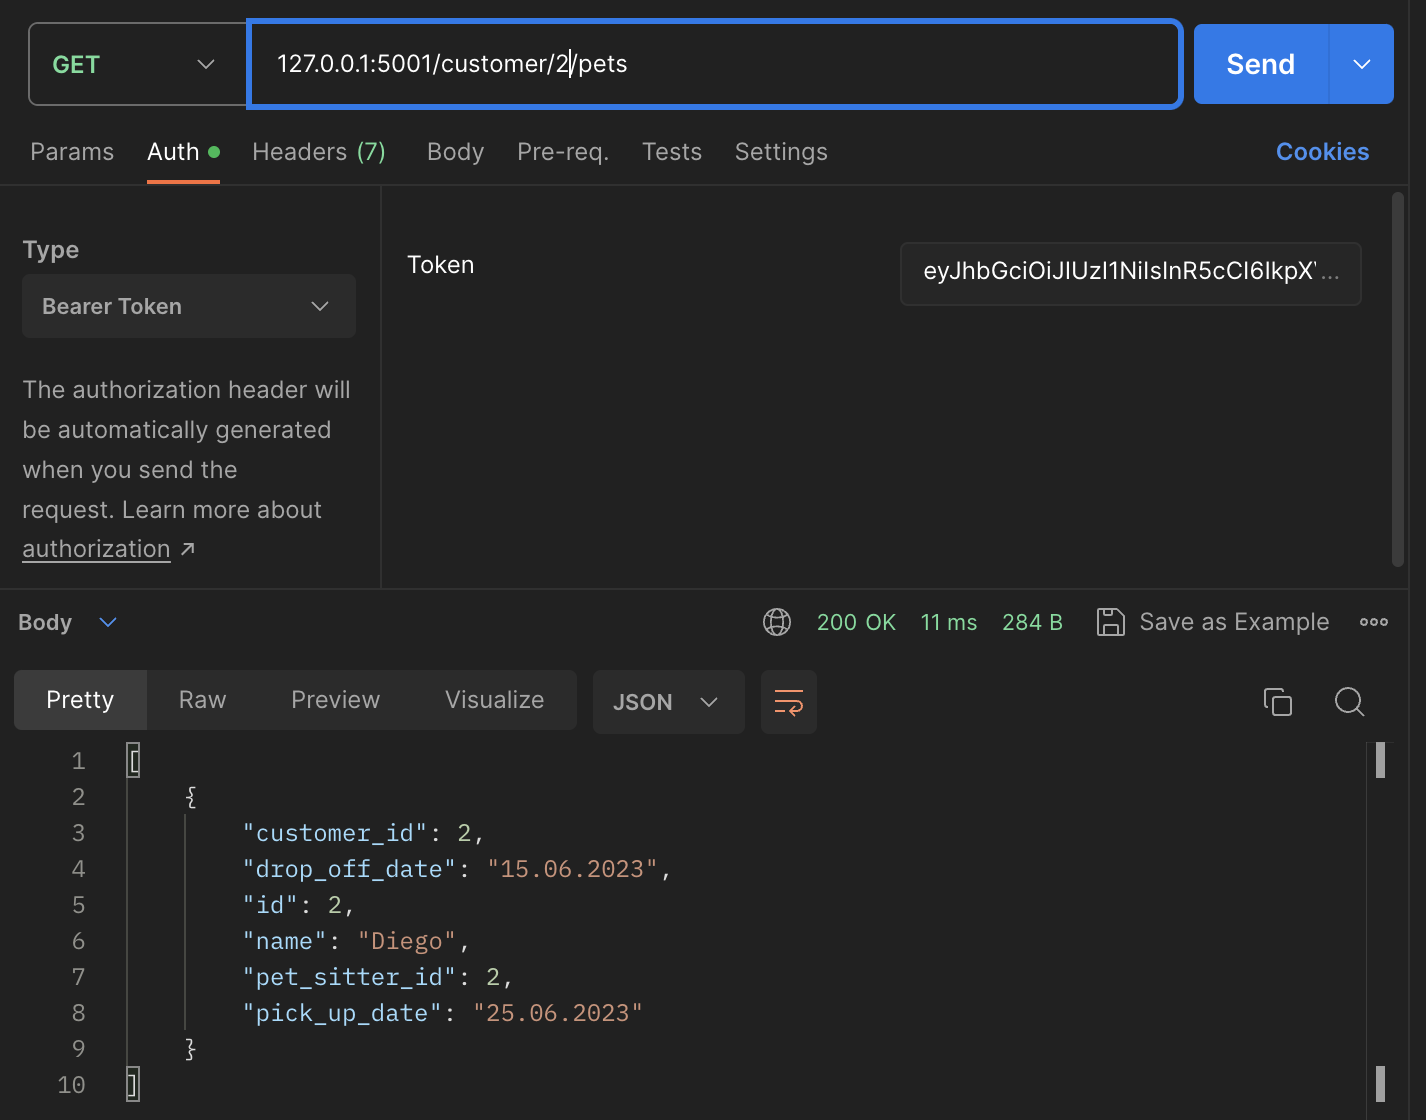 GET 127.0.0.1:5001/customer/2/pets Send
Params Auth Headers (7) Body Pre-req. Tests Settings Cookies
Type
Token eyJhbGciOiJIUzI1NiIsInR5cCI6IkpX ...
Bearer Token
The authorization header will
be automatically generated
when you send the
request. Learn more about
authorization ↗
Body 200 OK 11 ms 284 B Save as Example
Pretty Raw Preview Visualize JSON
1 [
2 {
3 "customer_id": 2,
4 "drop_off_date": "15.06.2023",
5 "id": 2,
6 "name": "Diego",
7 "pet_sitter_id": 2,
8 "pick_up_date": "25.06.2023"
9 }
10 ]